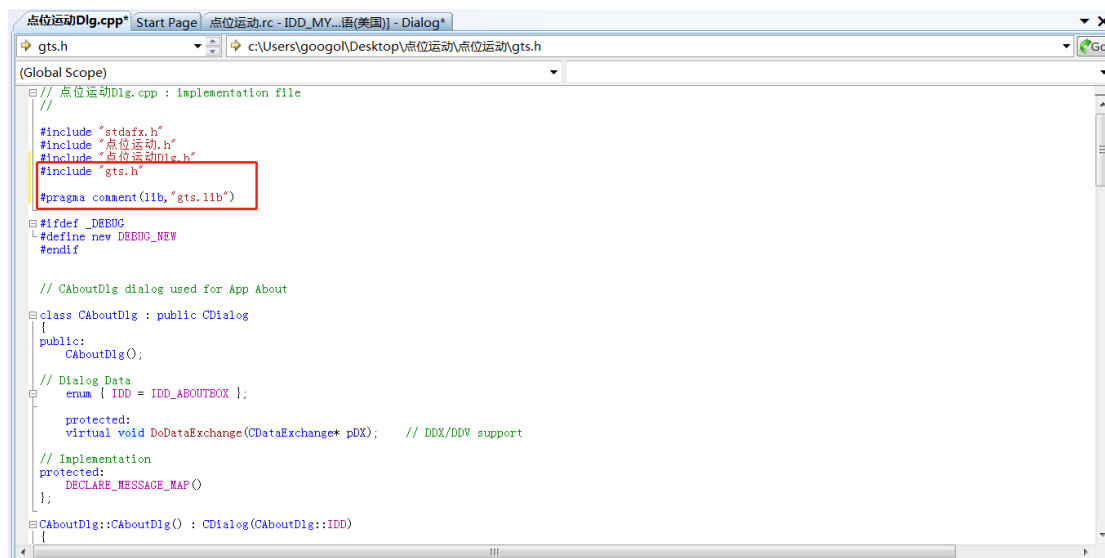 点位运动Dlg.cpp* Start Page 点位运动.rc - IDD_MY...语(美国)] - Dialog*
gts.h c:\Users\googol\Desktop\点位运动\点位运动\gts.h Go
(Global Scope)
// 点位运动Dlg.cpp : implementation file
//
#include "stdafx.h"
#include "点位运动.h"
#include "点位运动Dlg.h"
#include "gts.h"
#pragma comment(lib,"gts.lib")
#ifdef _DEBUG
#define new DEBUG_NEW
#endif
// CAboutDlg dialog used for App About
class CAboutDlg : public CDialog
{
public:
CAboutDlg();
// Dialog Data
enum { IDD = IDD_ABOUTBOX };
protected:
virtual void DoDataExchange(CDataExchange* pDX); // DDX/DDV support
// Implementation
protected:
DECLARE_MESSAGE_MAP()
};
CAboutDlg::CAboutDlg() : CDialog(CAboutDlg::IDD)
{